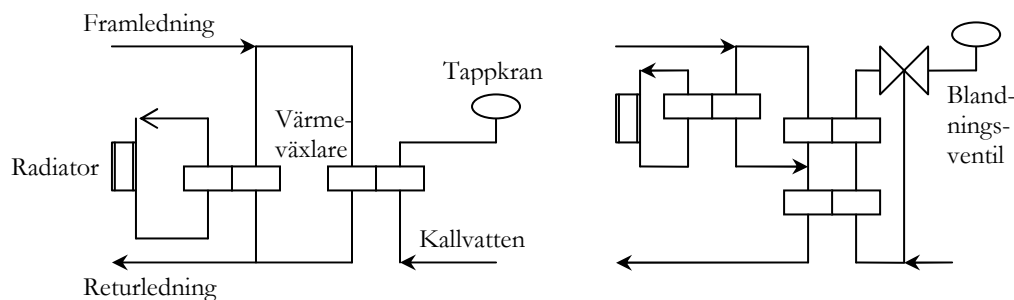 Framledning
Tappkran
Värme-
växlare
Radiator
Kallvatten
Returledning
Bland-
nings-
ventil